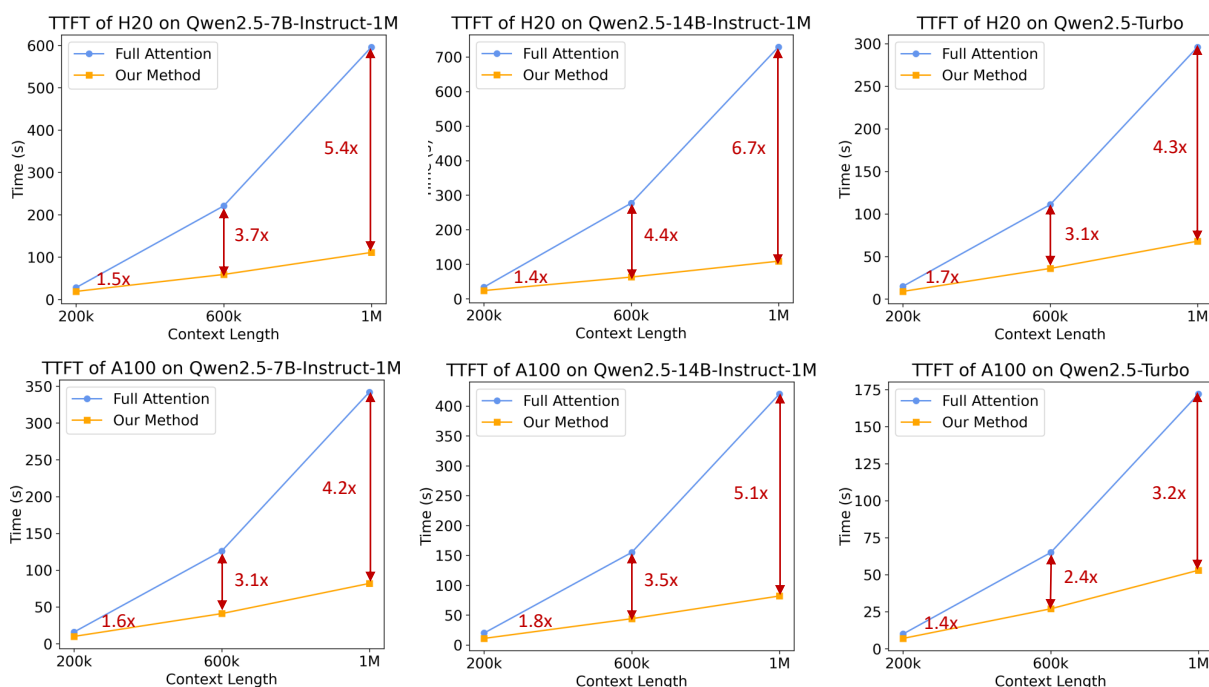 TTFT of H20 on Qwen2.5-7B-Instruct-1M
Full Attention
Our Method
Time (s)
600
500
400
300
200
100
0
1.5x
3.7x
5.4x
200k
600k
1M
Context Length
TTFT of H20 on Qwen2.5-14B-Instruct-1M
Full Attention
Our Method
Time (s)
700
600
500
400
300
200
100
0
1.4x
4.4x
6.7x
200k
600k
1M
Context Length
TTFT of H20 on Qwen2.5-Turbo
Full Attention
Our Method
Time (s)
300
250
200
150
100
50
0
1.7x
3.1x
4.3x
200k
600k
1M
Context Length
TTFT of A100 on Qwen2.5-7B-Instruct-1M
Full Attention
Our Method
Time (s)
350
300
250
200
150
100
50
0
1.6x
3.1x
4.2x
200k
600k
1M
Context Length
TTFT of A100 on Qwen2.5-14B-Instruct-1M
Full Attention
Our Method
Time (s)
400
350
300
250
200
150
100
50
0
1.8x
3.5x
5.1x
200k
600k
1M
Context Length
TTFT of A100 on Qwen2.5-Turbo
Full Attention
Our Method
Time (s)
175
150
125
100
75
50
25
0
1.4x
2.4x
3.2x
200k
600k
1M
Context Length